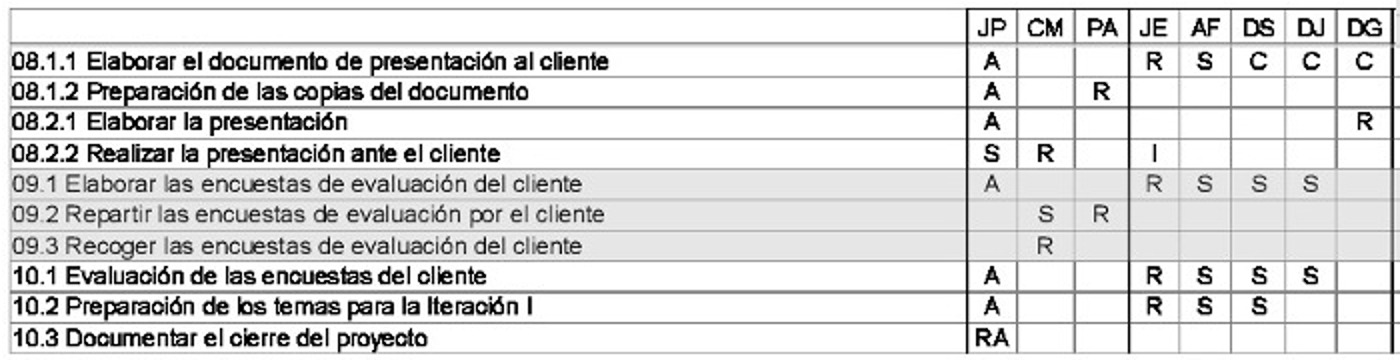 JP CM PA JE AF DS DJ DG
08.1.1 Elaborar el documento de presentación al cliente A R S C C C
08.1.2 Preparación de las copias del documento A R
08.2.1 Elaborar la presentación A R
08.2.2 Realizar la presentación ante el cliente S R I
09.1 Elaborar las encuestas de evaluación del cliente A R S S S
09.2 Repartir las encuestas de evaluación por el cliente S R
09.3 Recoger las encuestas de evaluación del cliente R
10.1 Evaluación de las encuestas del cliente A R S S S
10.2 Preparación de los temas para la Iteración I A R S S
10.3 Documentar el cierre del proyecto RA